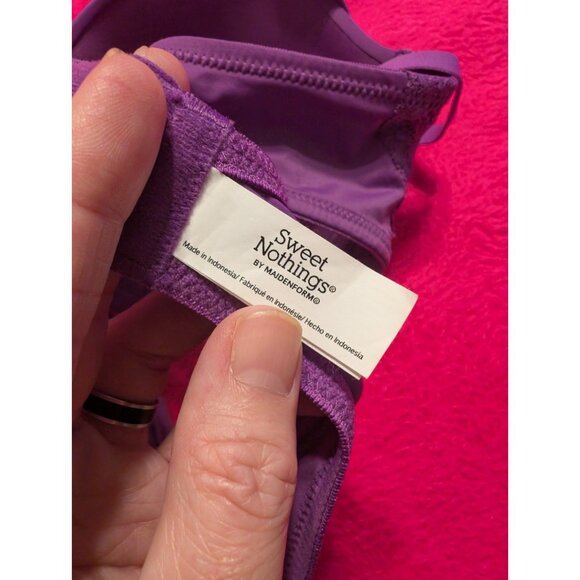 Sweet
Nothings®
BY MAIDENFORM®
Made in Indonesia/ Fabriqué en Indonésie/ Hecho en Indonesia